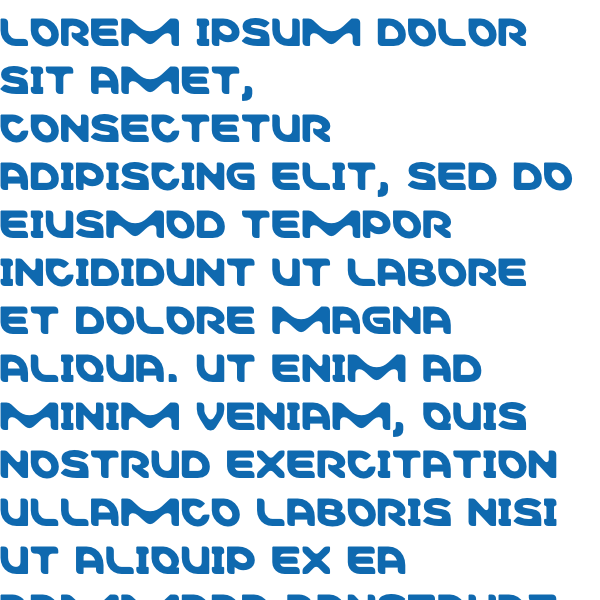 LOREM IPSUM DOLOR
SIT AMET,
CONSECTETUR
ADIPISCING ELIT, SED DO
EIUSMOD TEMPOR
INCIDIDUNT UT LABORE
ET DOLORE MAGNA
ALIQUA. UT ENIM AD
MINIM VENIAM, QUIS
NOSTRUD EXERCITATION
ULLAMCO LABORIS NISI
UT ALIQUIP EX EA